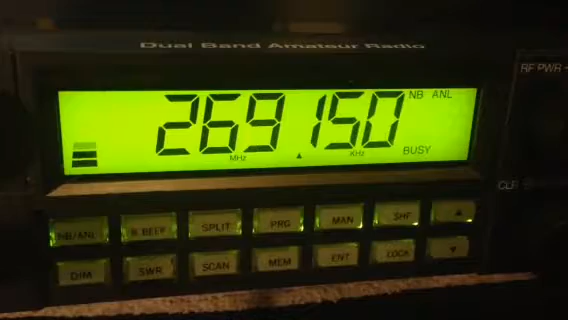 Dual Band Amateur Radio
RF PWR
NB ANL
269 150
MHz ▲ KHz BUSY
CLR
NB/ANL R.BEEP SPLIT PRG MAN SHF ▲
DIM SWR SCAN MEM ENT LOCK ▼